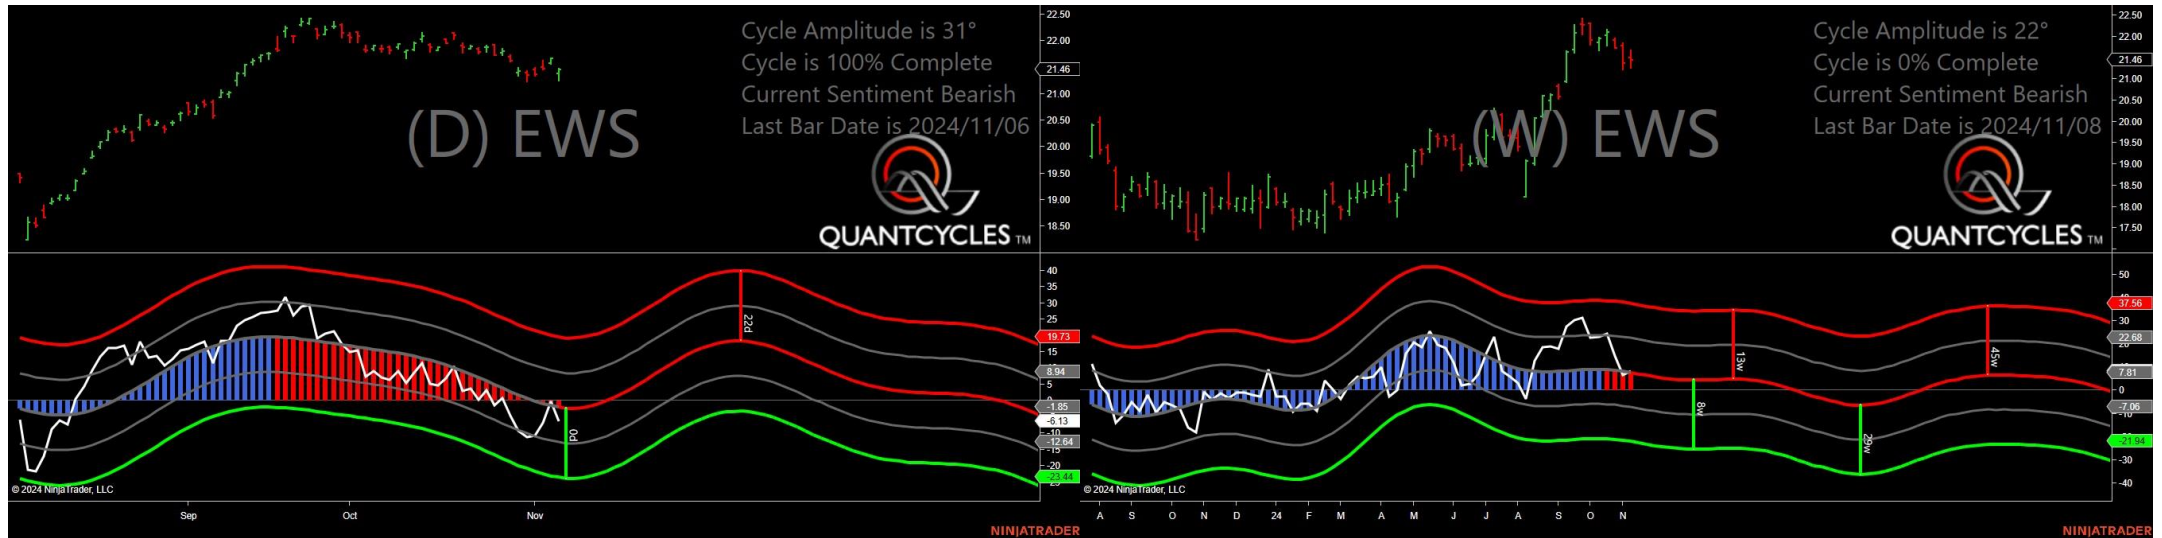 Cycle Amplitude is 31°
Cycle is 100% Complete
Current Sentiment Bearish
Last Bar Date is 2024/11/06
(D) EWS
QUANTCYCLES TM
22.50
22.00
21.46
21.00
20.50
20.00
19.50
19.00
18.50
40
35
30
25
19.73
15
8.94
5
-1.85
-6.13
-10
-12.64
-15
-20
-23.44
22d
0d
© 2024 NinjaTrader, LLC
Sep
Oct
Nov
NINJATRADER
Cycle Amplitude is 22°
Cycle is 0% Complete
Current Sentiment Bearish
Last Bar Date is 2024/11/08
(W) EWS
QUANTCYCLES TM
22.50
22.00
21.46
21.00
20.50
20.00
19.50
19.00
18.50
18.00
17.50
50
37.56
30
22.68
7.81
0
-7.06
-21.94
-30
-40
13w
8w
29w
45w
© 2024 NinjaTrader, LLC
A S O N D 24 F M A M J J A S O N
NINJATRADER